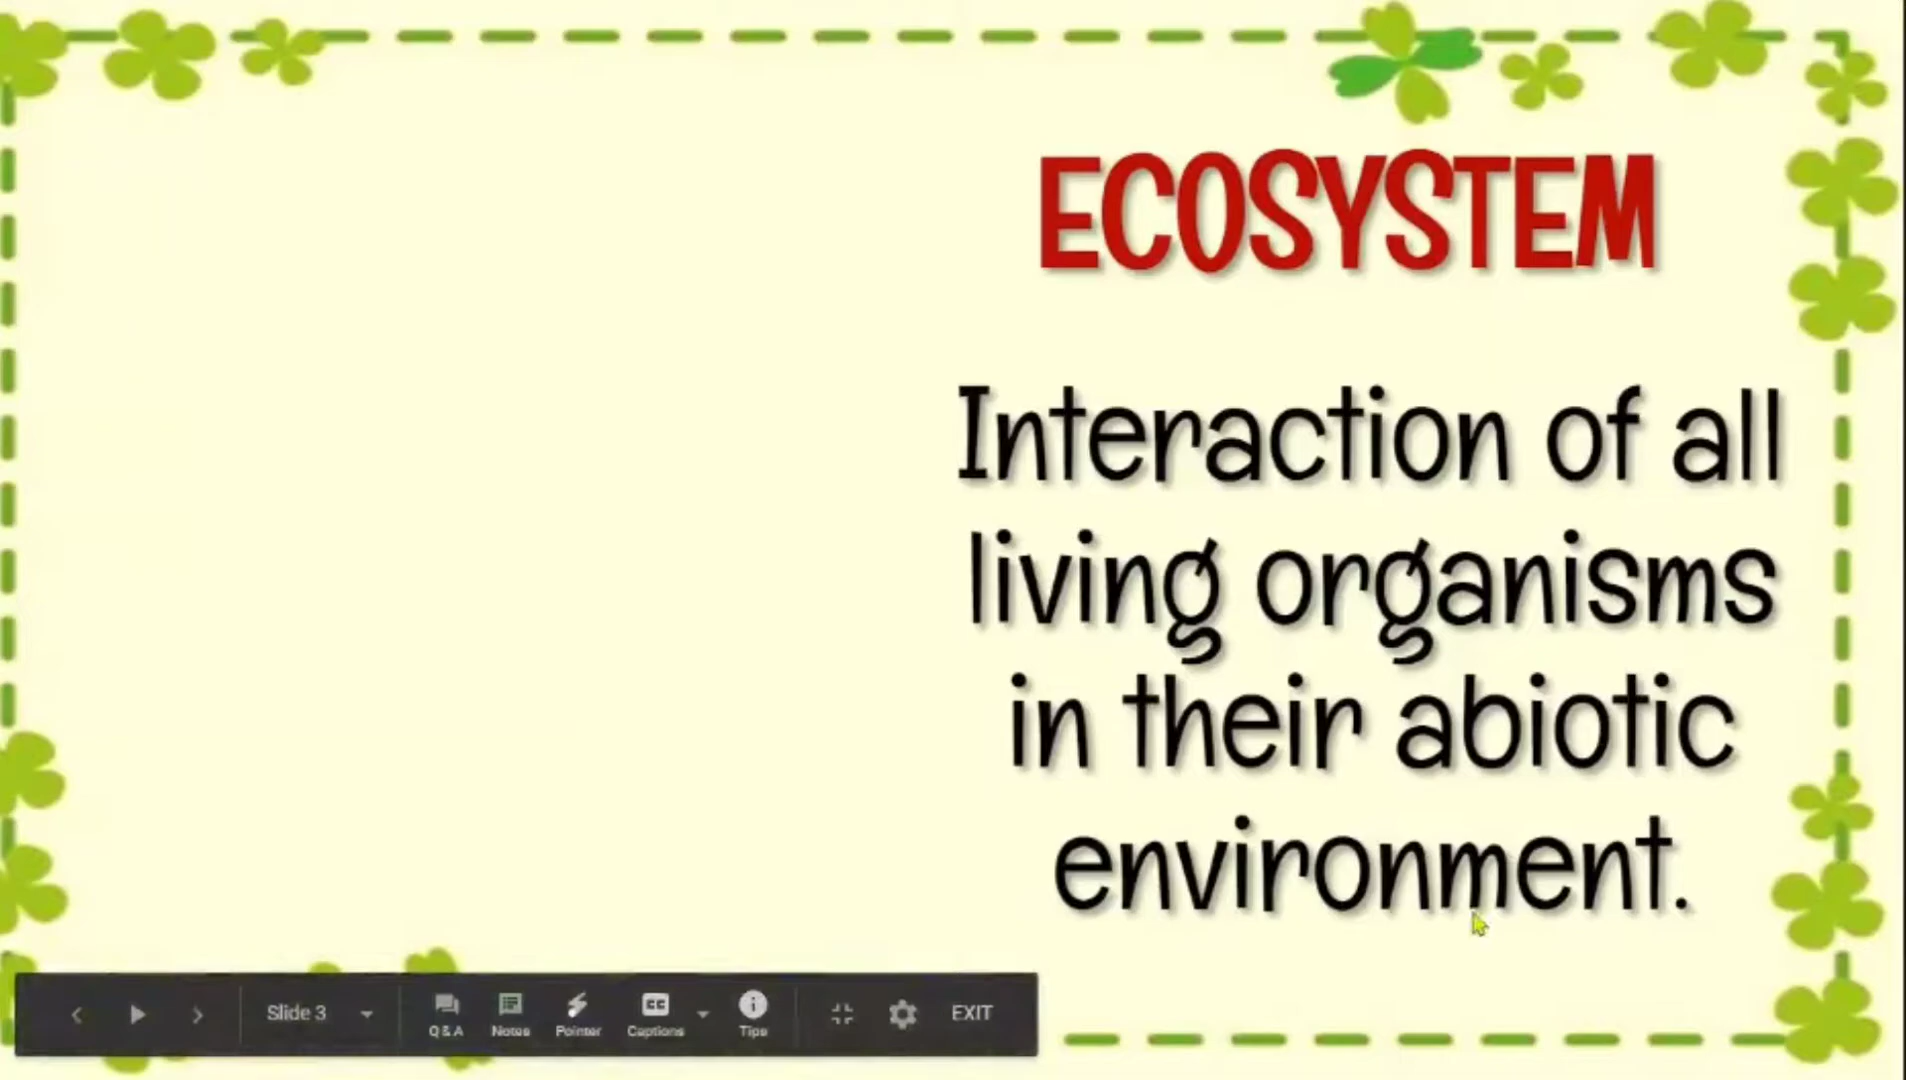 ECOSYSTEM
Interaction of all
living organisms
in their abiotic
environment.
Slide 3
Q & A
Notes
Pointer
Captions
Tips
EXIT